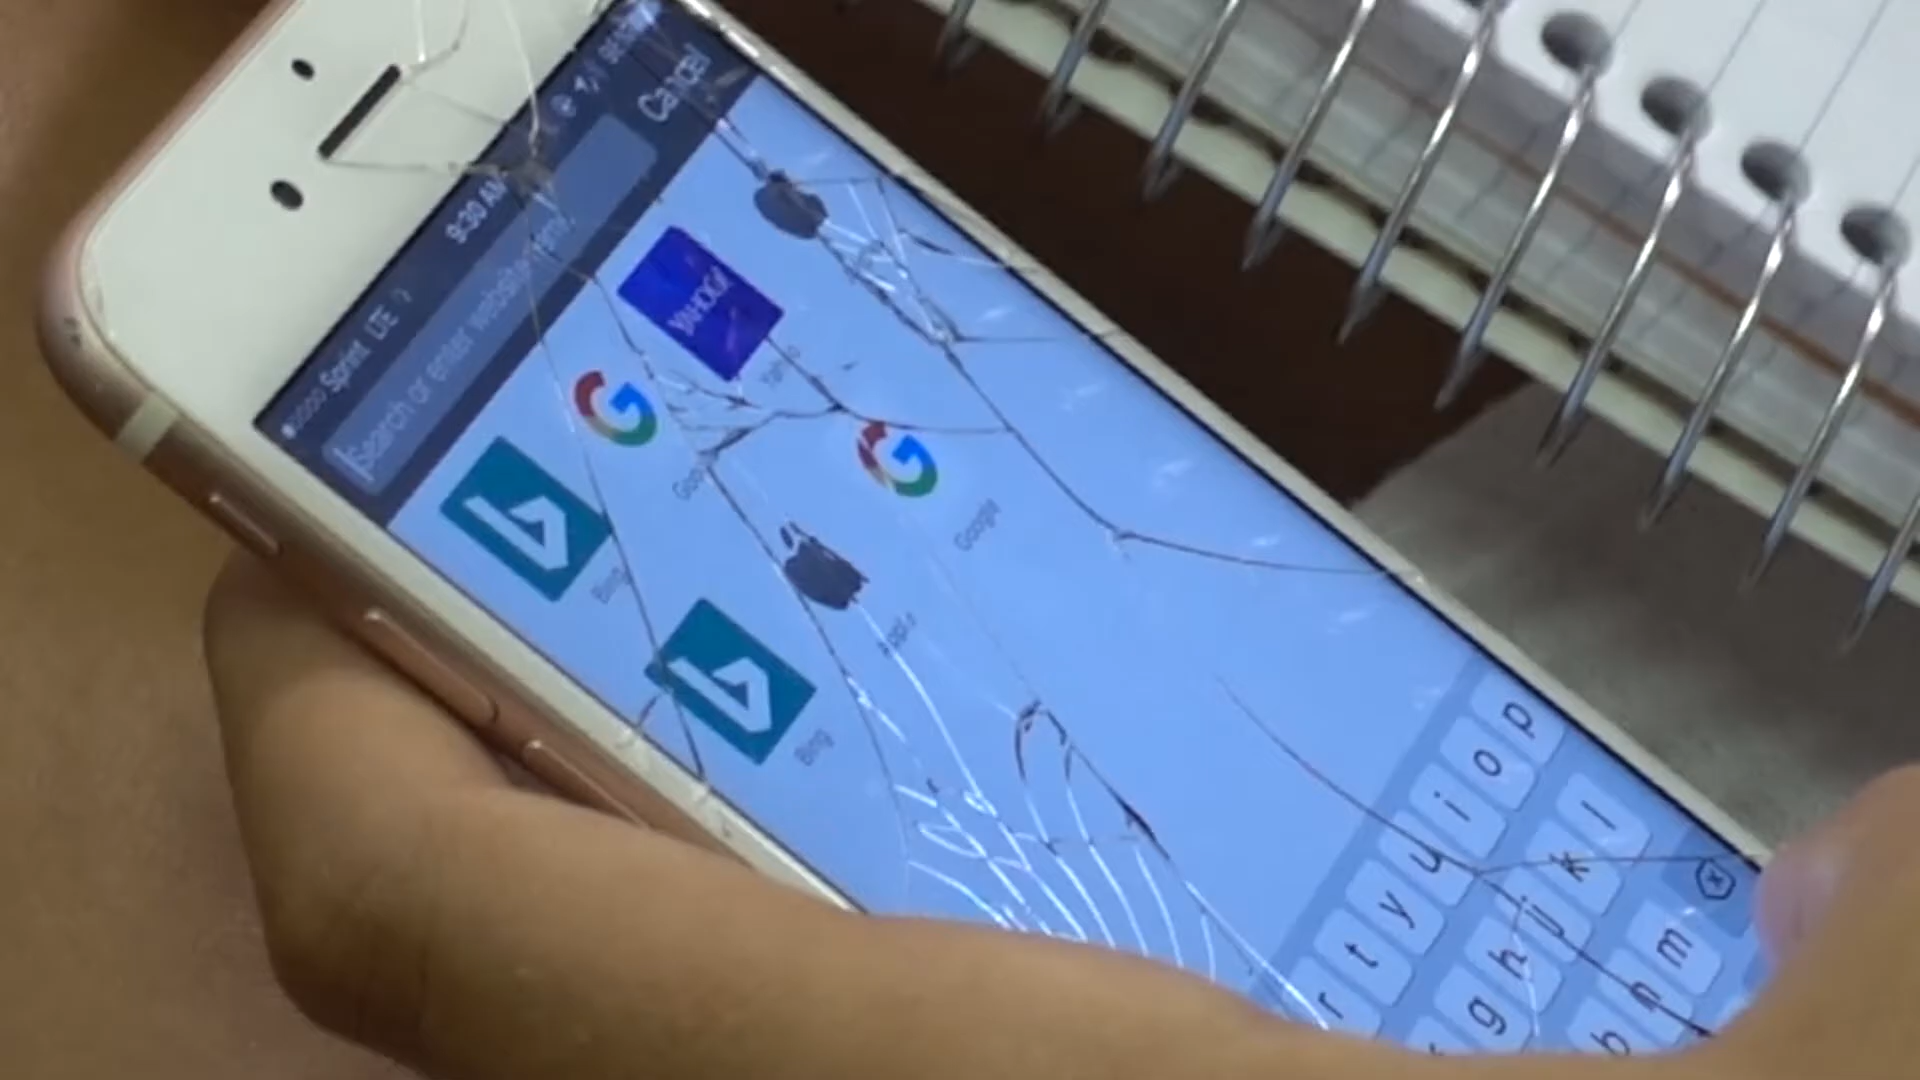 Sprint LTE 9:30 AM
Search or enter website name
Cancel
YAHOO!
Bing
Google
Bing
Google
r t y u i o p
g h j k l
b n m